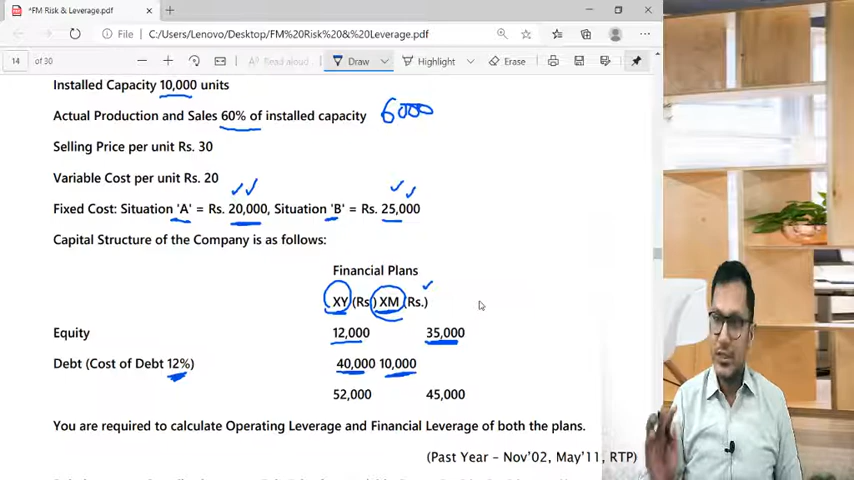 *FM Risk & Leverage.pdf
File | C:/Users/Lenovo/Desktop/FM%20Risk%20&%20Leverage.pdf
14 of 30 Read aloud Draw Highlight Erase
Installed Capacity 10,000 units
Actual Production and Sales 60% of installed capacity 6000
Selling Price per unit Rs. 30
Variable Cost per unit Rs. 20
Fixed Cost: Situation 'A' = Rs. 20,000, Situation 'B' = Rs. 25,000
Capital Structure of the Company is as follows:
Financial Plans
XY (Rs.) XM (Rs.)
Equity 12,000 35,000
Debt (Cost of Debt 12%) 40,000 10,000
52,000 45,000
You are required to calculate Operating Leverage and Financial Leverage of both the plans.
(Past Year – Nov'02, May'11, RTP)